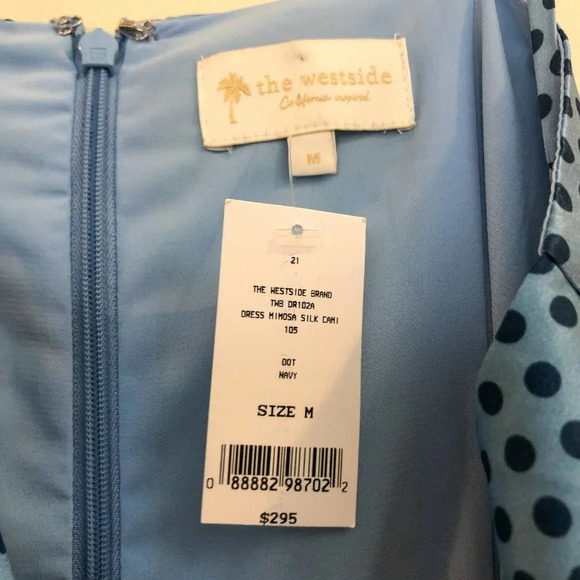 the westside
California inspired
M
21
THE WESTSIDE BRAND
TWB DR102A
DRESS MIMOSA SILK CAMI
105
DOT
NAVY
SIZE M
0 88882 98702 2
$295